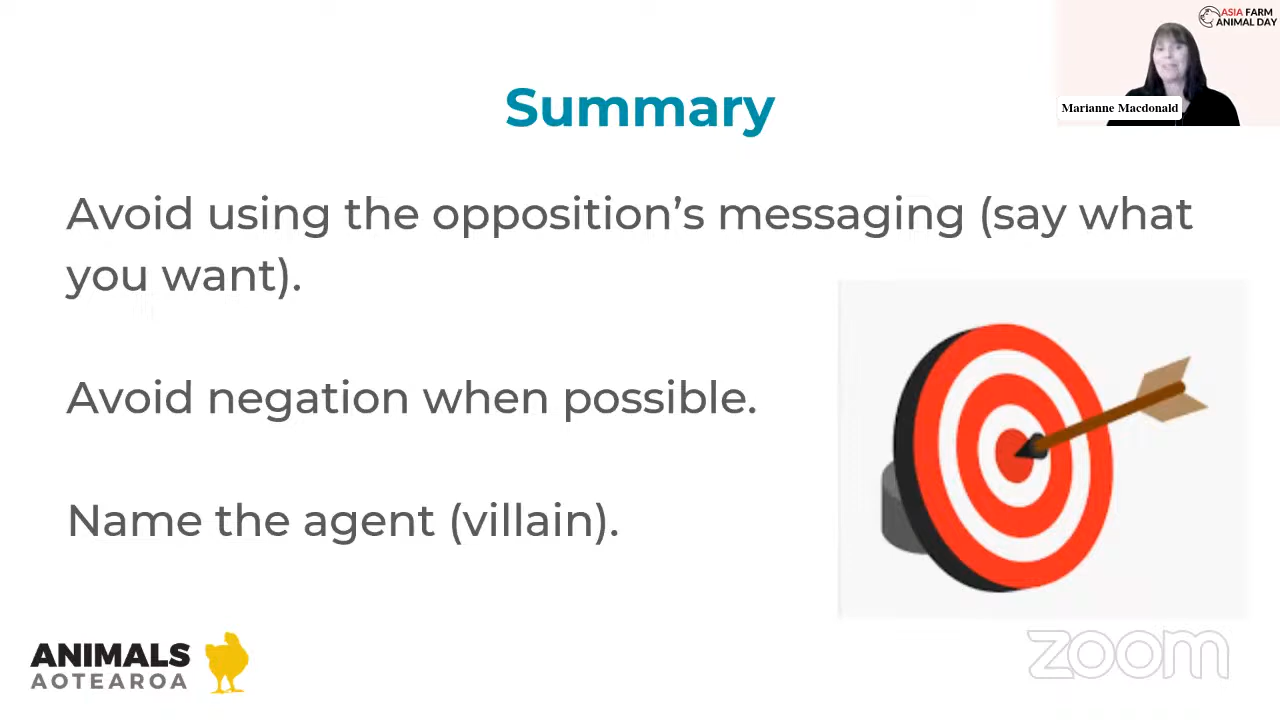 ASIA FARM
ANIMAL DAY
Marianne Macdonald
Summary
Avoid using the opposition’s messaging (say what
you want).
Avoid negation when possible.
Name the agent (villain).
ANIMALS
AOTEAROA
zoom